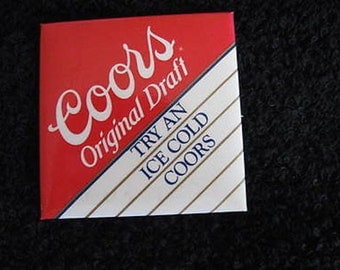 Coors
Original Draft
TRY AN
ICE COLD
COORS